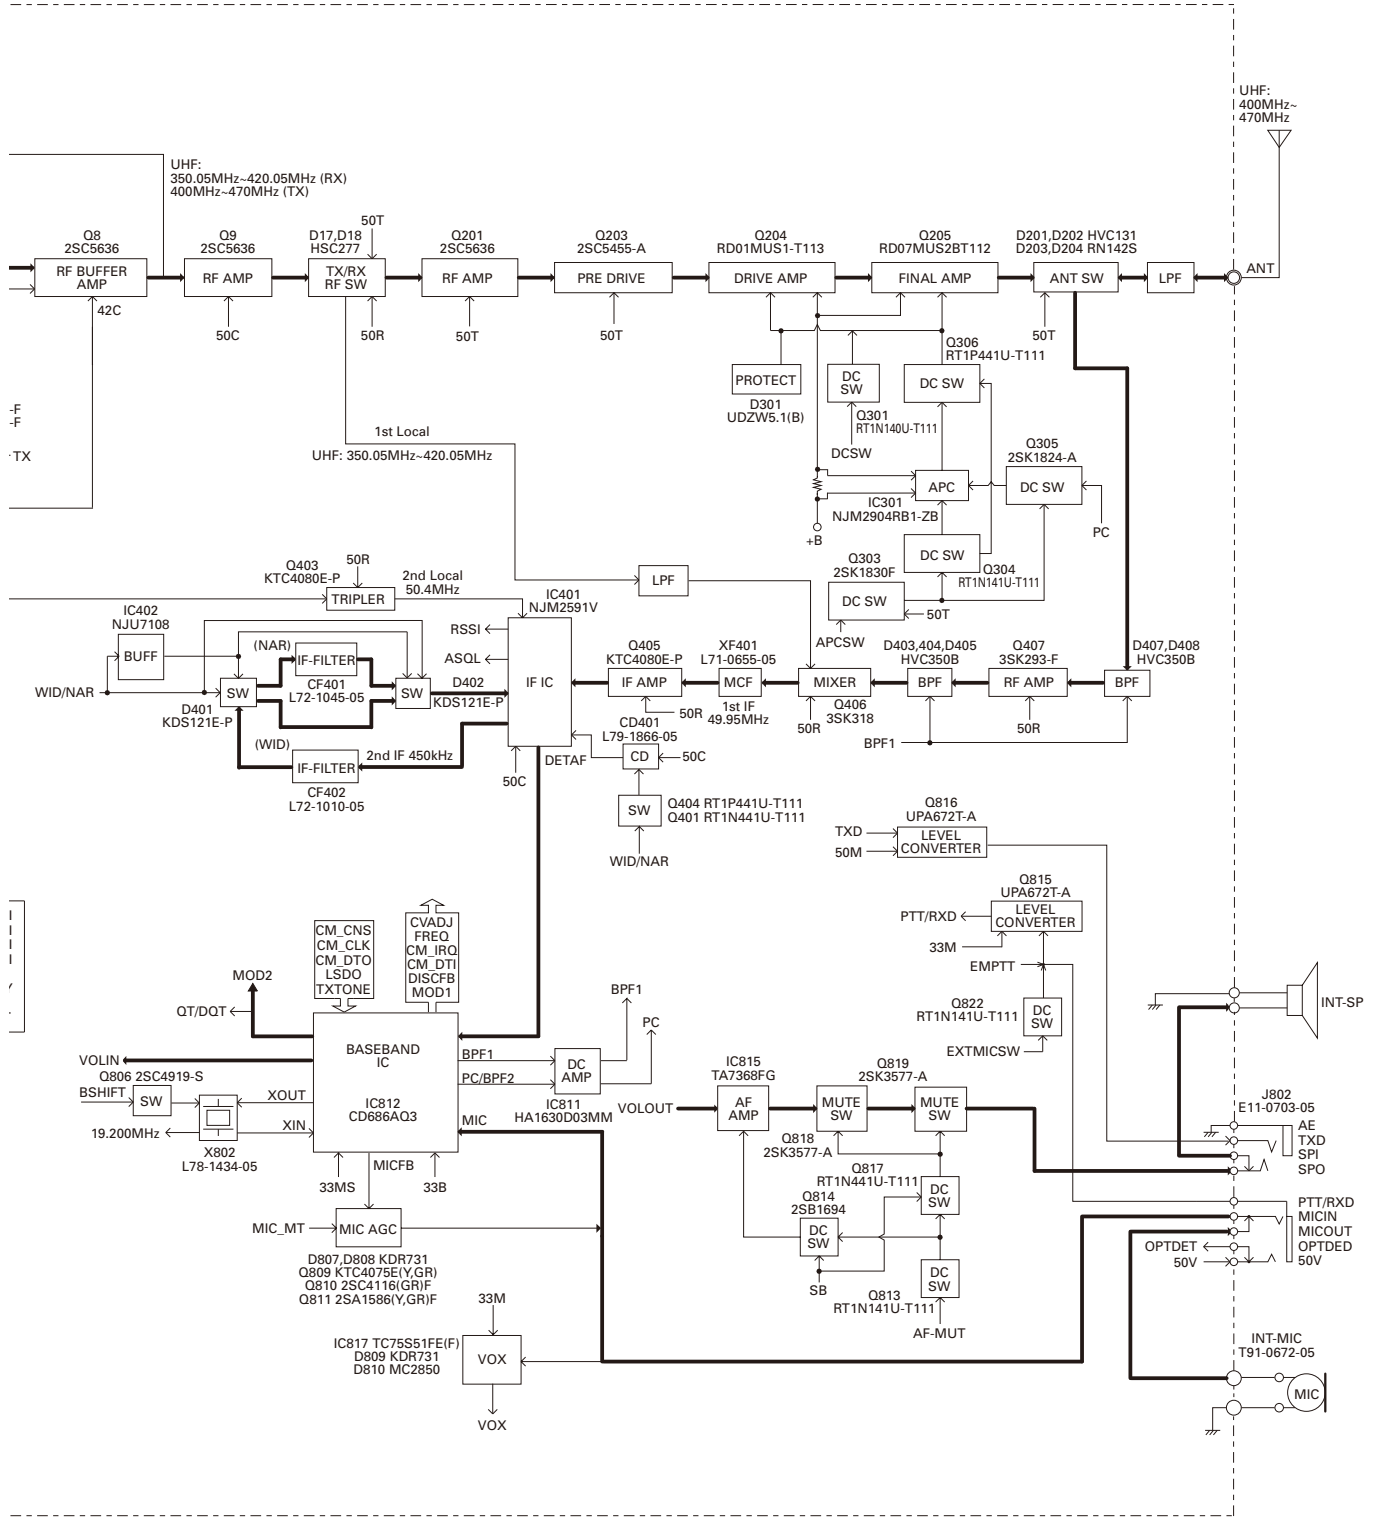 UHF:
400MHz~
470MHz
ANT
UHF:
350.05MHz~420.05MHz (RX)
400MHz~470MHz (TX)
Q8
2SC5636
RF BUFFER
AMP
42C
Q9
2SC5636
RF AMP
50C
D17,D18
HSC277
50T
TX/RX
RF SW
50R
Q201
2SC5636
RF AMP
50T
Q203
2SC5455-A
PRE DRIVE
50T
Q204
RD01MUS1-T113
DRIVE AMP
Q205
RD07MUS2BT112
FINAL AMP
D201,D202 HVC131
D203,D204 RN142S
ANT SW
50T
LPF
-F
-F
TX
1st Local
UHF: 350.05MHz~420.05MHz
PROTECT
D301
UDZW5.1(B)
DC
SW
Q301
RT1N140U-T111
DCSW
Q306
RT1P441U-T111
DC SW
Q305
2SK1824-A
DC SW
PC
APC
IC301
NJM2904RB1-ZB
+B
DC SW
Q304
RT1N141U-T111
Q303
2SK1830F
DC SW
50T
APCSW
LPF
Q403
KTC4080E-P
50R
TRIPLER
2nd Local
50.4MHz
IC402
NJU7108
BUFF
WID/NAR
SW
D401
KDS121E-P
(NAR)
IF-FILTER
CF401
L72-1045-05
SW
D402
KDS121E-P
(WID)
IF-FILTER
CF402
L72-1010-05
2nd IF 450kHz
RSSI
ASQL
IC401
NJM2591V
IF IC
50C
DETAF
Q405
KTC4080E-P
IF AMP
50R
XF401
L71-0655-05
MCF
1st IF
49.95MHz
MIXER
Q406
3SK318
50R
D403,404,D405
HVC350B
BPF
Q407
3SK293-F
RF AMP
50R
D407,D408
HVC350B
BPF
BPF1
CD401
L79-1866-05
CD
50C
SW
Q404 RT1P441U-T111
Q401 RT1N441U-T111
WID/NAR
Q816
UPA672T-A
TXD
50M
LEVEL
CONVERTER
Q815
UPA672T-A
LEVEL
CONVERTER
PTT/RXD
33M
EMPTT
Q822
RT1N141U-T111
DC
SW
EXTMICSW
INT-SP
CM_CNS
CM_CLK
CM_DTO
LSDO
TXTONE
CVADJ
FREQ
CM_IRQ
CM_DTI
DISCFB
MOD1
MOD2
QT/DQT
VOLIN
Q806 2SC4919-S
BSHIFT
SW
19.200MHz
X802
L78-1434-05
XOUT
XIN
BASEBAND
IC
IC812
CD686AQ3
BPF1
PC/BPF2
MIC
DC
AMP
IC811
HA1630D03MM
BPF1
PC
33MS
MICFB
33B
MIC_MT
MIC AGC
D807,D808 KDR731
Q809 KTC4075E(Y,GR)
Q810 2SC4116(GR)F
Q811 2SA1586(Y,GR)F
33M
IC817 TC75S51FE(F)
D809 KDR731
D810 MC2850
VOX
VOX
VOLOUT
IC815
TA7368FG
AF
AMP
MUTE
SW
Q818
2SK3577-A
Q819
2SK3577-A
MUTE
SW
Q817
RT1N441U-T111
DC
SW
Q814
2SB1694
DC
SW
SB
DC
SW
Q813
RT1N141U-T111
AF-MUT
J802
E11-0703-05
AE
TXD
SPI
SPO
PTT/RXD
MICIN
MICOUT
OPTDET
OPTDED
50V
50V
INT-MIC
T91-0672-05
MIC